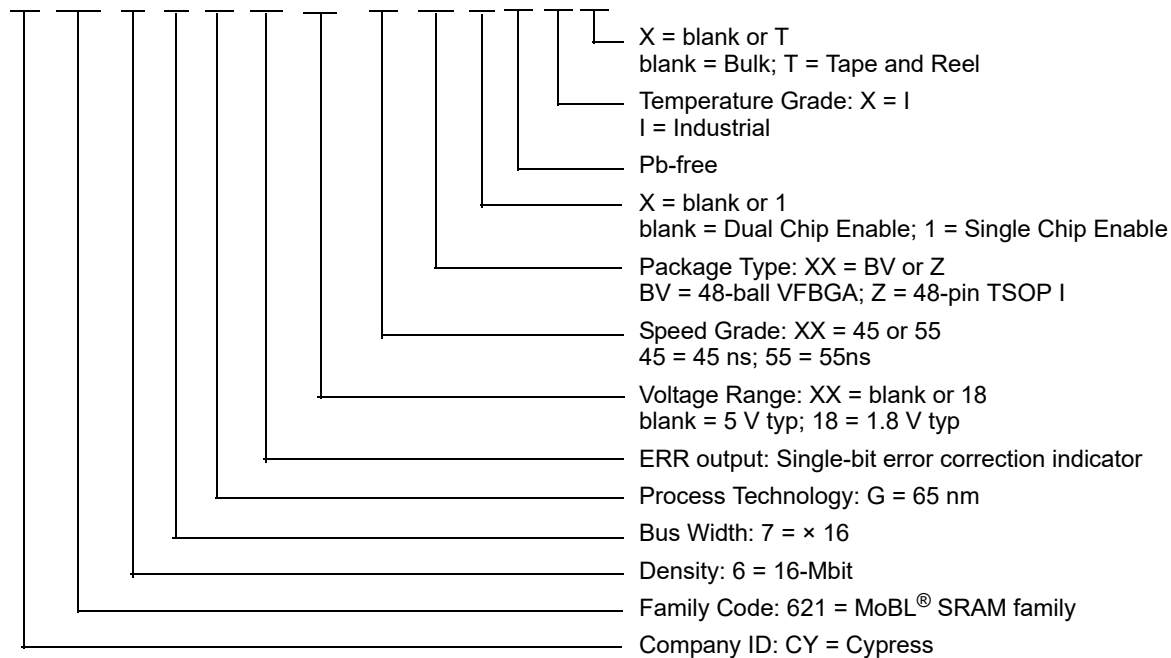 X = blank or T
blank = Bulk; T = Tape and Reel
Temperature Grade: X = I
I = Industrial
Pb-free
X = blank or 1
blank = Dual Chip Enable; 1 = Single Chip Enable
Package Type: XX = BV or Z
BV = 48-ball VFBGA; Z = 48-pin TSOP I
Speed Grade: XX = 45 or 55
45 = 45 ns; 55 = 55ns
Voltage Range: XX = blank or 18
blank = 5 V typ; 18 = 1.8 V typ
ERR output: Single-bit error correction indicator
Process Technology: G = 65 nm
Bus Width: 7 = × 16
Density: 6 = 16-Mbit
Family Code: 621 = MoBL® SRAM family
Company ID: CY = Cypress